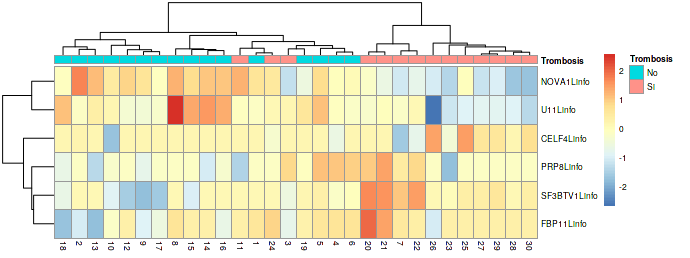 Trombosis
Trombosis
No
SI
2
1
0
-1
-2
NOVA1Linfo
U11Linfo
CELF4Linfo
PRP8Linfo
SF3BTV1Linfo
FBP11Linfo
18 2 13 10 12 9 17 8 15 14 16 11 1 24 3 19 5 4 6 20 21 7 22 26 23 25 27 29 28 30